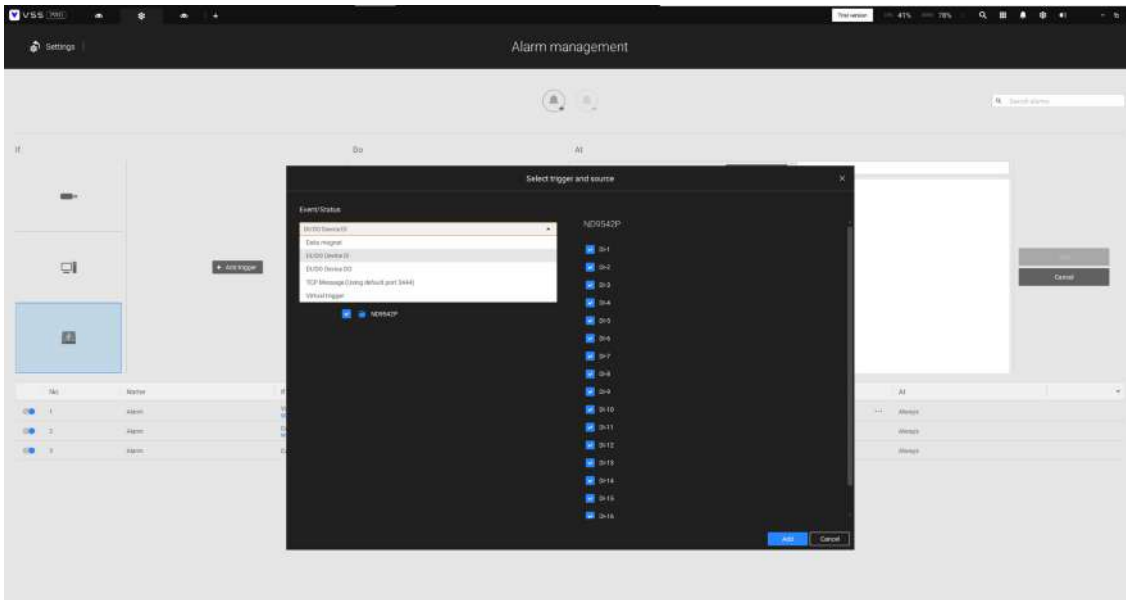 VSS PRO
Trial version
41%
78%
Settings
Alarm management
Search alarms
If
Do
At
Select trigger and source
Event/Status
DI/DO Device DI
Data magnet
DI/DO Device DI
DI/DO Device DO
TCP Message (Using default port 3444)
Virtual trigger
ND9542P
ND9542P
DI-1
DI-2
DI-3
DI-4
DI-5
DI-6
DI-7
DI-8
DI-9
DI-10
DI-11
DI-12
DI-13
DI-14
DI-15
DI-16
+ Add trigger
Cancel
No.
Name
If
At
1
Alarm
Always
2
Alarm
Always
3
Alarm
Always
Add
Cancel